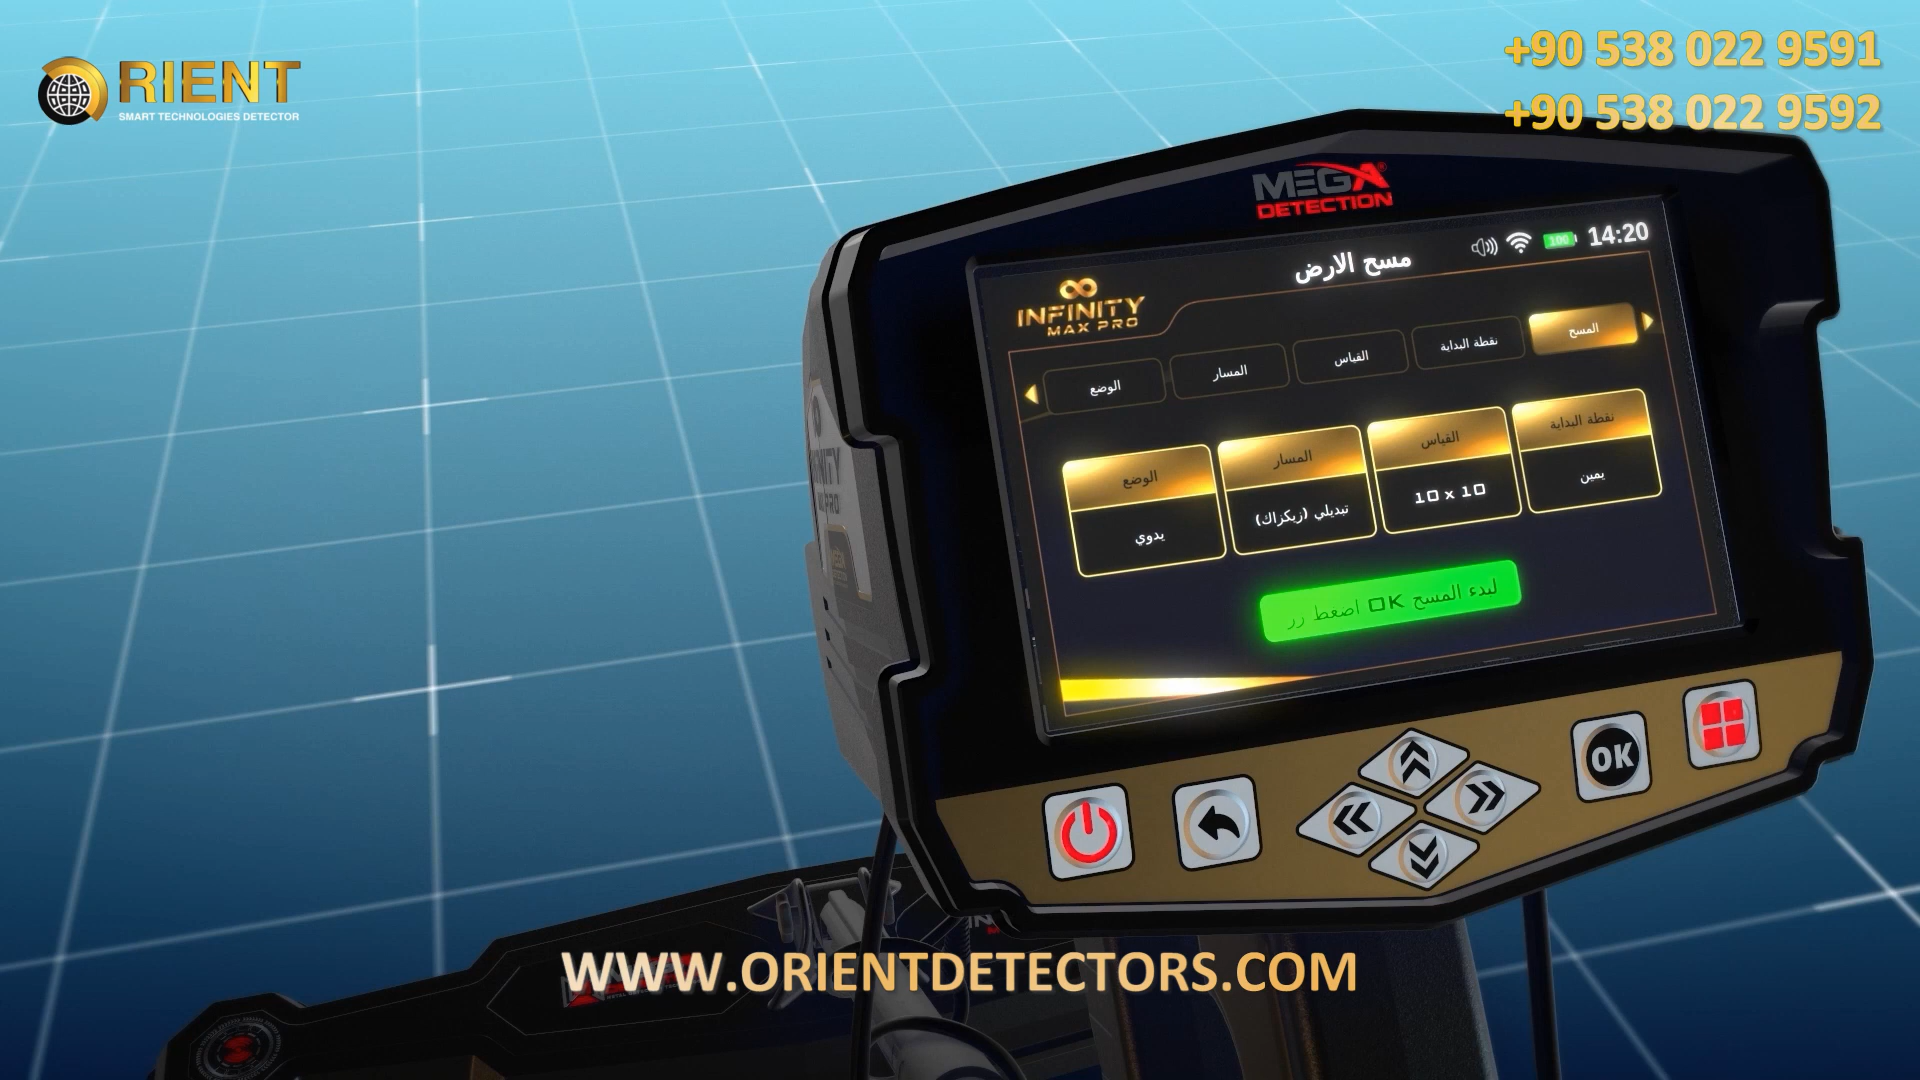 RIENT
SMART TECHNOLOGIES DETECTOR
+90 538 022 9591
+90 538 022 9592
MEGA
DETECTION
14:20
100
مسح الارض
INFINITY
MAX PRO
المسح
نقطة البداية
القياس
المسار
الوضع
نقطة البداية
القياس
المسار
الوضع
يمين
10 x 10
تبديلي (زيكزاك)
يدوي
لبدء المسح OK اضغط زر
OK
WWW.ORIENTDETECTORS.COM